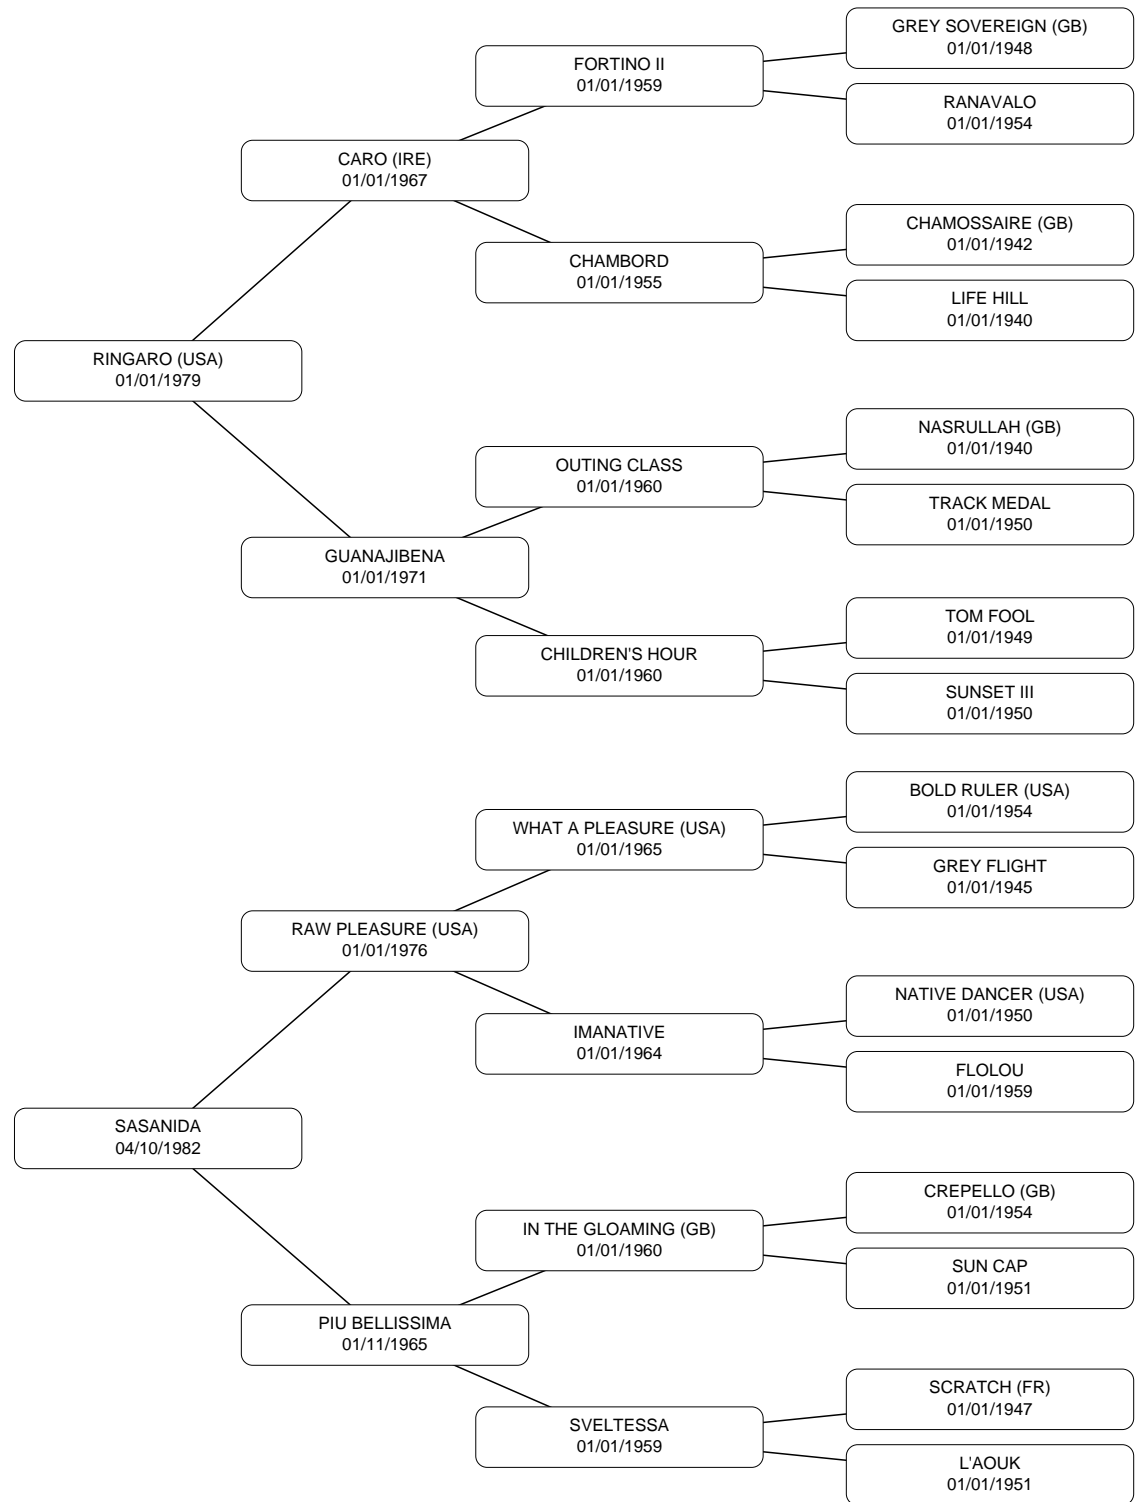 GREY SOVEREIGN (GB)
01/01/1948
FORTINO II
01/01/1959
RANAVALO
01/01/1954
CARO (IRE)
01/01/1967
CHAMOSSAIRE (GB)
01/01/1942
CHAMBORD
01/01/1955
LIFE HILL
01/01/1940
RINGARO (USA)
01/01/1979
NASRULLAH (GB)
01/01/1940
OUTING CLASS
01/01/1960
TRACK MEDAL
01/01/1950
GUANAJIBENA
01/01/1971
TOM FOOL
01/01/1949
CHILDREN'S HOUR
01/01/1960
SUNSET III
01/01/1950
BOLD RULER (USA)
01/01/1954
WHAT A PLEASURE (USA)
01/01/1965
GREY FLIGHT
01/01/1945
RAW PLEASURE (USA)
01/01/1976
NATIVE DANCER (USA)
01/01/1950
IMANATIVE
01/01/1964
FLOLOU
01/01/1959
SASANIDA
04/10/1982
CREPELLO (GB)
01/01/1954
IN THE GLOAMING (GB)
01/01/1960
SUN CAP
01/01/1951
PIU BELLISSIMA
01/11/1965
SCRATCH (FR)
01/01/1947
SVELTESSA
01/01/1959
L'AOUK
01/01/1951